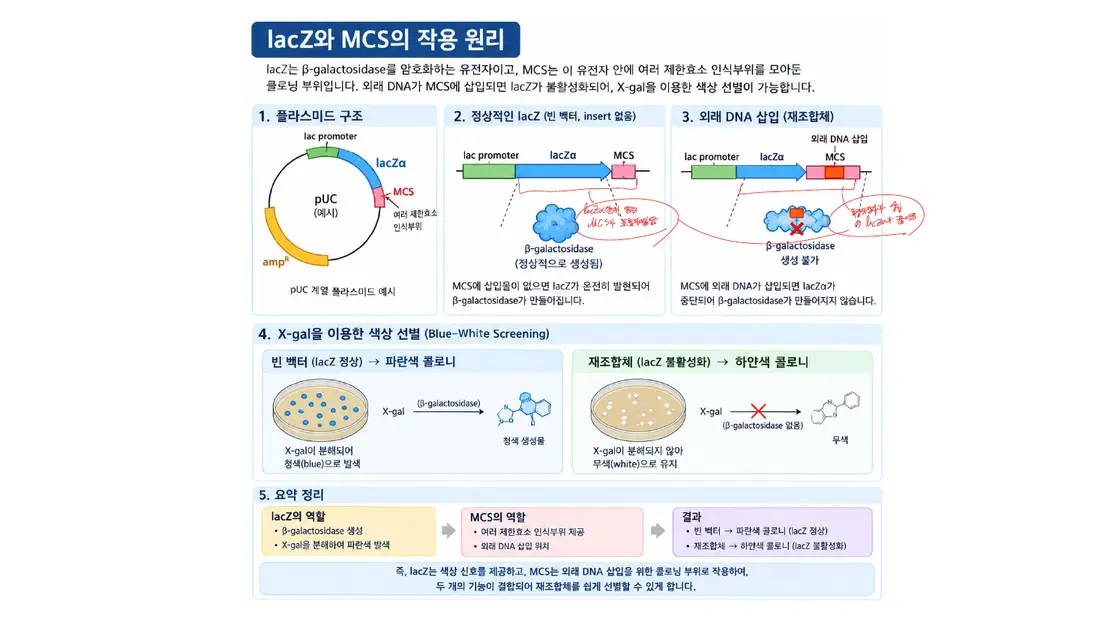 lacZ와 MCS의 작용 원리
lacZ는 β-galactosidase를 암호화하는 유전자이고, MCS는 이 유전자 안에 여러 제한효소 인식부위를 모아둔
클로닝 부위입니다. 외래 DNA가 MCS에 삽입되면 lacZ가 불활성화되어, X-gal을 이용한 색상 선별이 가능합니다.
1. 플라스미드 구조
lac promoter
lacZα
MCS
여러 제한효소
인식부위
pUC
(예시)
ampR
pUC 계열 플라스미드 예시
2. 정상적인 lacZ (빈 벡터, insert 없음)
lac promoter
lacZα
MCS
β-galactosidase
(정상적으로 생성됨)
MCS에 삽입물이 없으면 lacZ가 온전히 발현되어
β-galactosidase가 만들어집니다.
3. 외래 DNA 삽입 (재조합체)
외래 DNA 삽입
lac promoter
lacZα
MCS
β-galactosidase
생성 불가
MCS에 외래 DNA가 삽입되면 lacZα가
중단되어 β-galactosidase가 만들어지지 않습니다.
4. X-gal을 이용한 색상 선별 (Blue-White Screening)
빈 벡터 (lacZ 정상) → 파란색 콜로니
X-gal
(β-galactosidase)
청색 생성물
X-gal이 분해되어
청색(blue)으로 발색
재조합체 (lacZ 불활성화) → 하얀색 콜로니
X-gal
(β-galactosidase 없음)
무색
X-gal이 분해되지 않아
무색(white)으로 유지
5. 요약 정리
lacZ의 역할
• β-galactosidase 생성
• X-gal을 분해하여 파란색 발색
MCS의 역할
• 여러 제한효소 인식부위 제공
• 외래 DNA 삽입 위치
결과
• 빈 벡터 → 파란색 콜로니 (lacZ 정상)
• 재조합체 → 하얀색 콜로니 (lacZ 불활성화)
즉, lacZ는 색상 신호를 제공하고, MCS는 외래 DNA 삽입을 위한 클로닝 부위로 작용하여,
두 개의 기능이 결합되어 재조합체를 쉽게 선별할 수 있게 합니다.